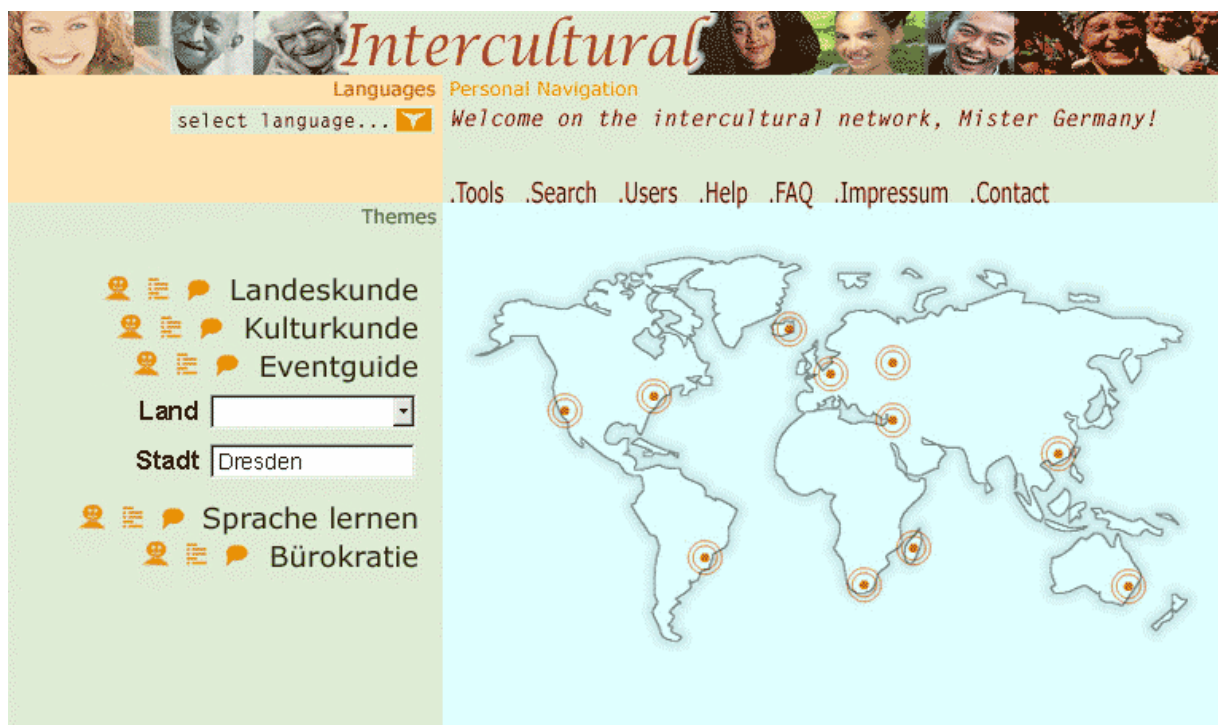 Intercultural
Languages
select language...
Personal Navigation
Welcome on the intercultural network, Mister Germany!
.Tools .Search .Users .Help .FAQ .Impressum .Contact
Themes
Landeskunde
Kulturkunde
Eventguide
Land
Stadt Dresden
Sprache lernen
Bürokratie